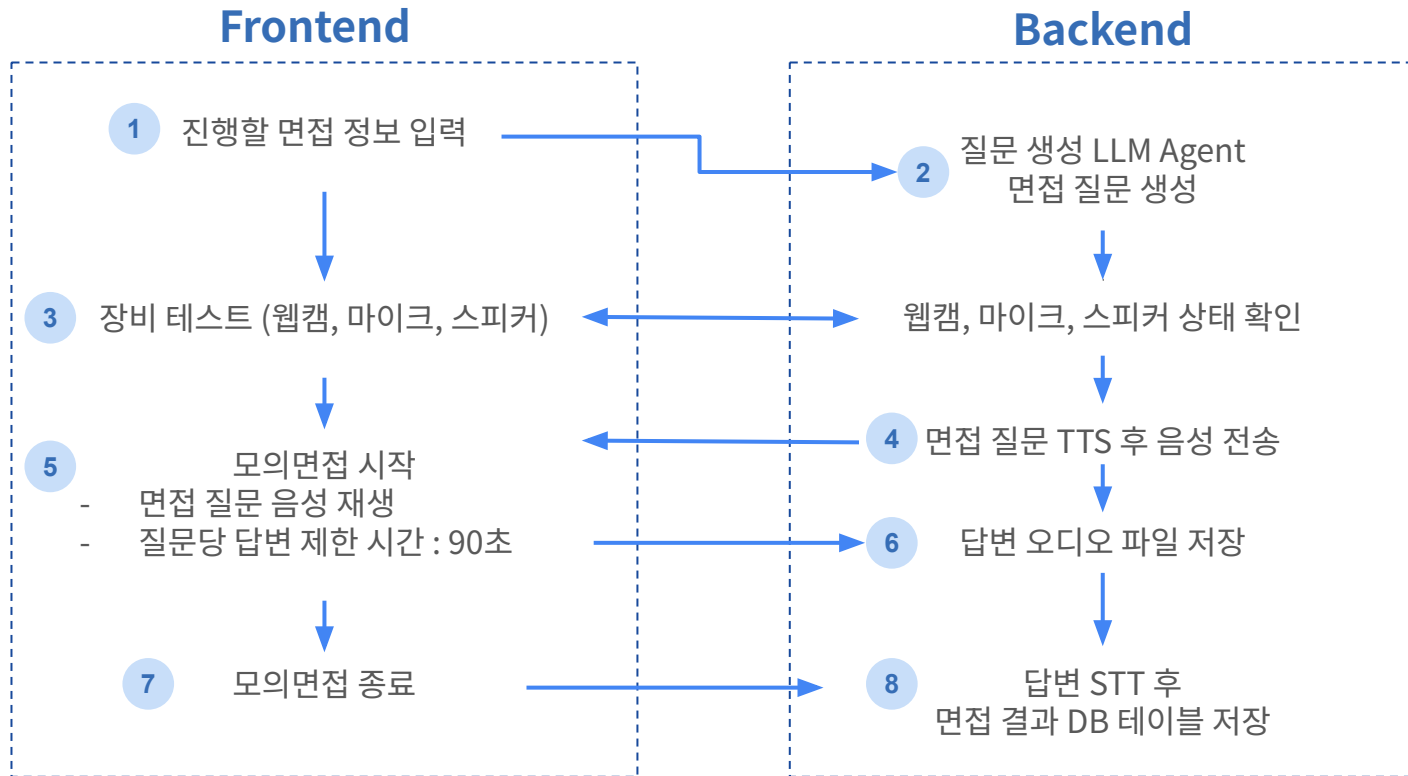 Frontend
Backend
1 진행할 면접 정보 입력
2 질문 생성 LLM Agent
면접 질문 생성
3 장비 테스트 (웹캠, 마이크, 스피커)
웹캠, 마이크, 스피커 상태 확인
4 면접 질문 TTS 후 음성 전송
5 모의면접 시작
- 면접 질문 음성 재생
- 질문당 답변 제한 시간 : 90초
6 답변 오디오 파일 저장
7 모의면접 종료
8 답변 STT 후
면접 결과 DB 테이블 저장